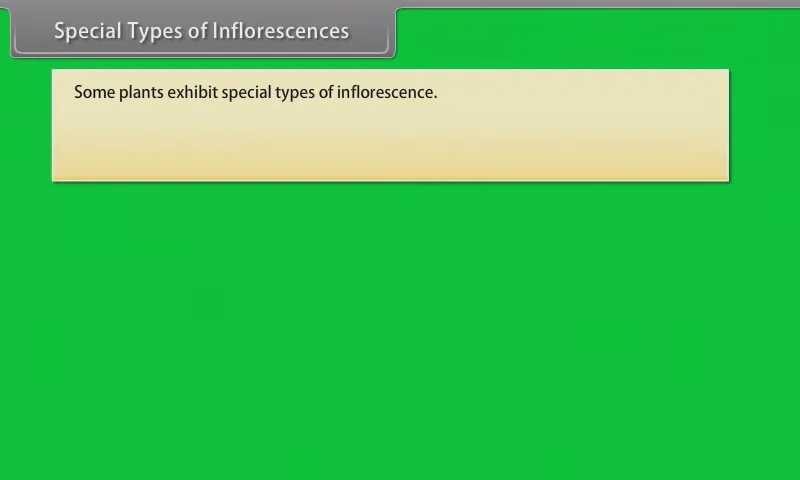 Special Types of Inflorescences
Some plants exhibit special types of inflorescence.